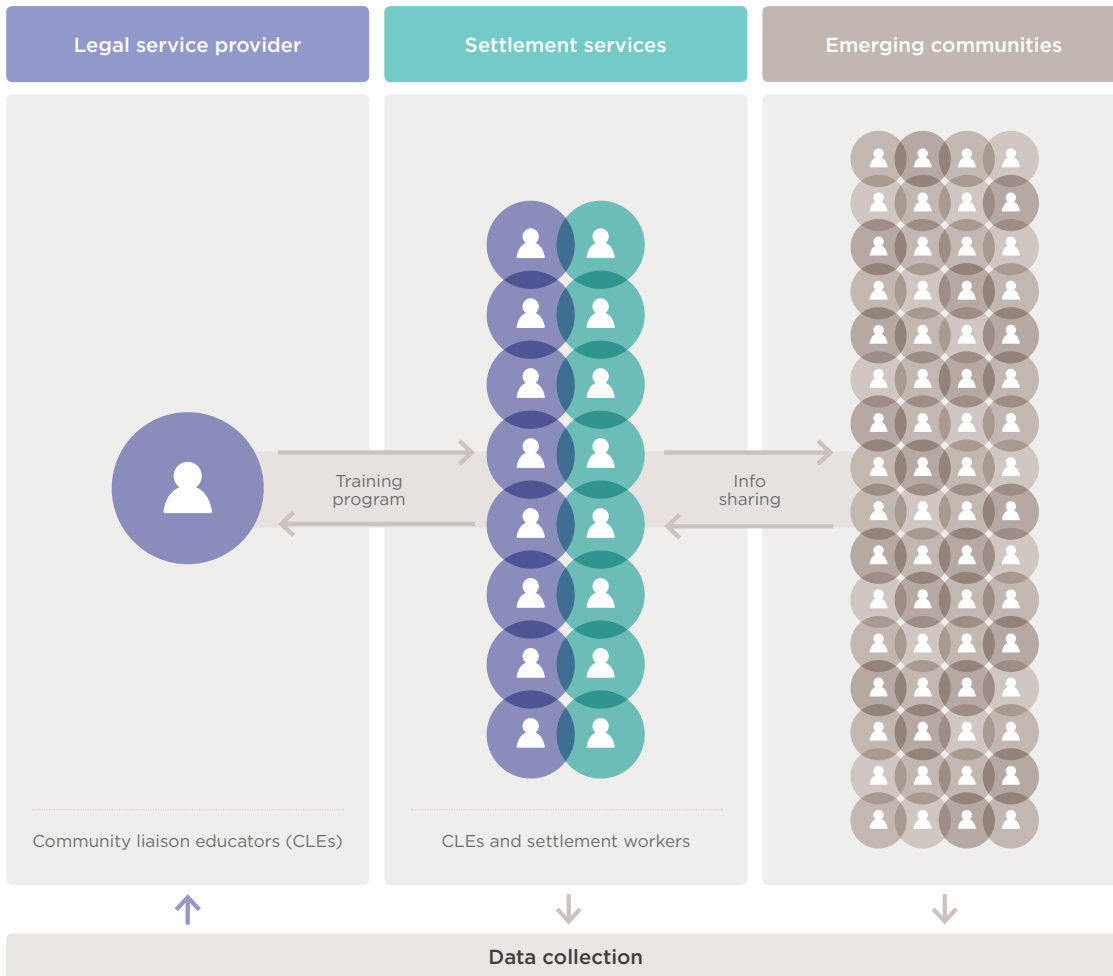 Legal service provider
Settlement services
Emerging communities
Training
program
Info
sharing
Community liaison educators (CLEs)
CLEs and settlement workers
Data collection